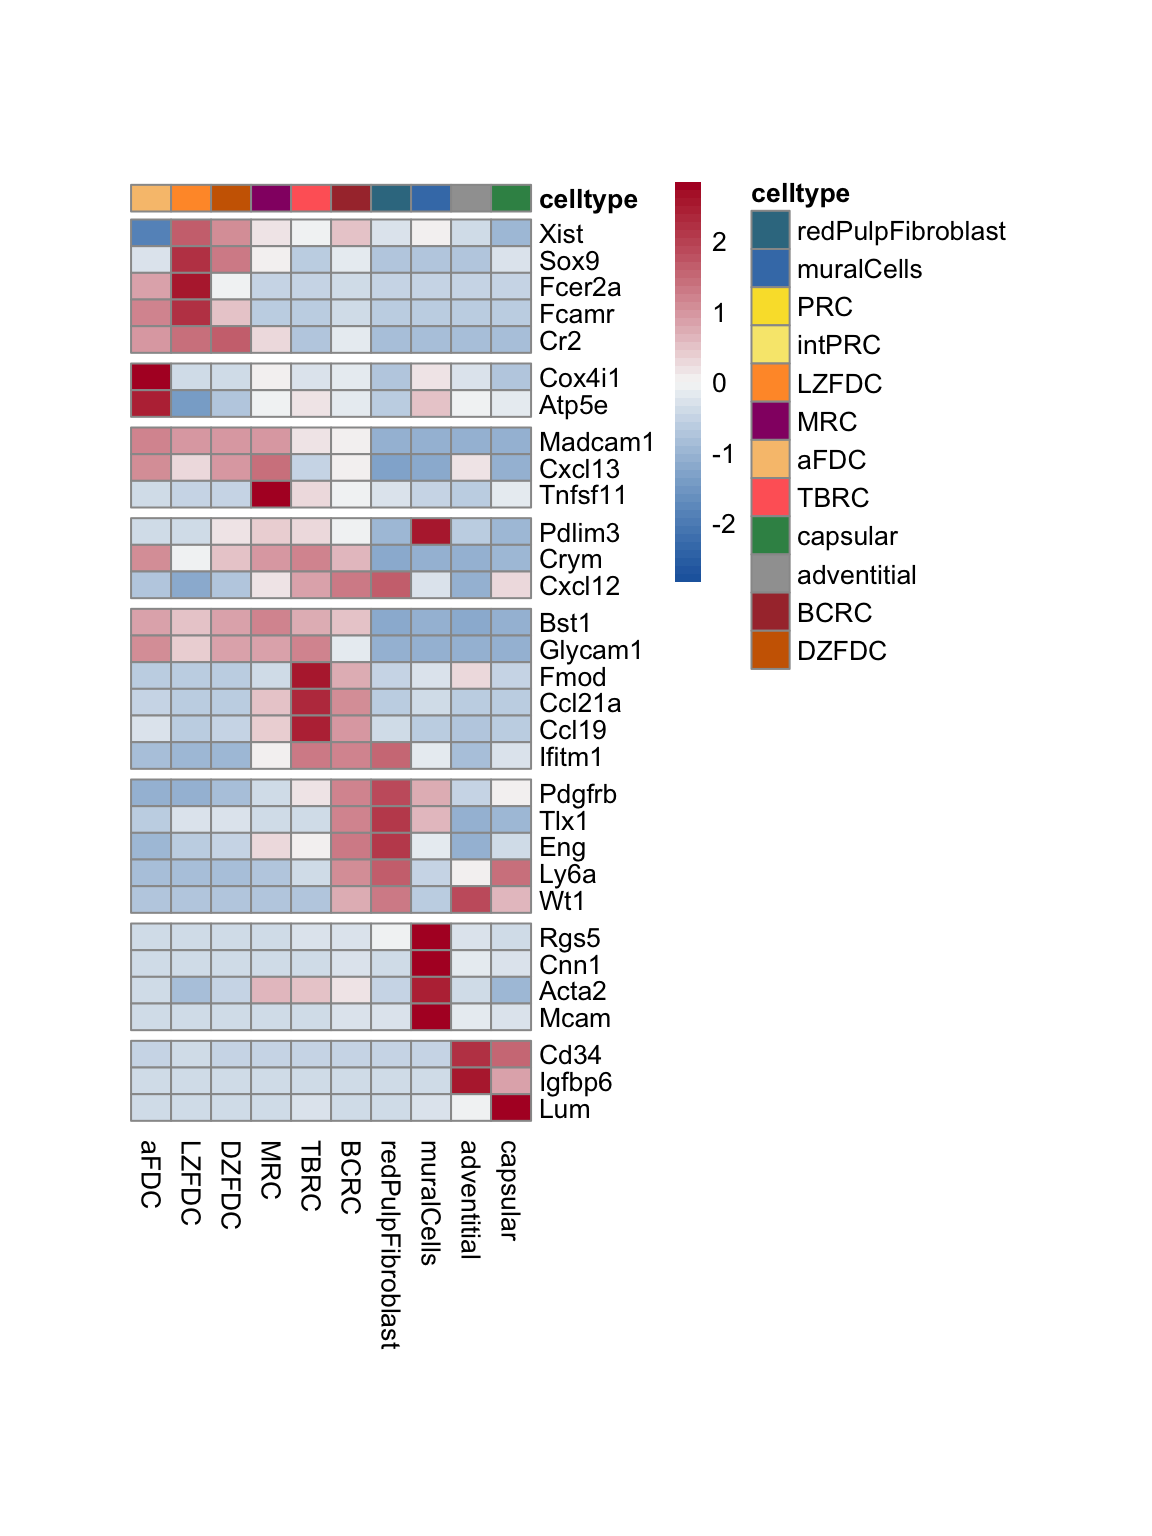 celltype
Xist
Sox9
Fcer2a
Fcamr
Cr2
Cox4i1
Atp5e
Madcam1
Cxcl13
Tnfsf11
Pdlim3
Crym
Cxcl12
Bst1
Glycam1
Fmod
Ccl21a
Ccl19
Ifitm1
Pdgfrb
Tlx1
Eng
Ly6a
Wt1
Rgs5
Cnn1
Acta2
Mcam
Cd34
Igfbp6
Lum
aFDC
LZFDC
DZFDC
MRC
TBRC
BCRC
redPulpFibroblast
muralCells
adventitial
capsular
2
1
0
-1
-2
celltype
redPulpFibroblast
muralCells
PRC
intPRC
LZFDC
MRC
aFDC
TBRC
capsular
adventitial
BCRC
DZFDC